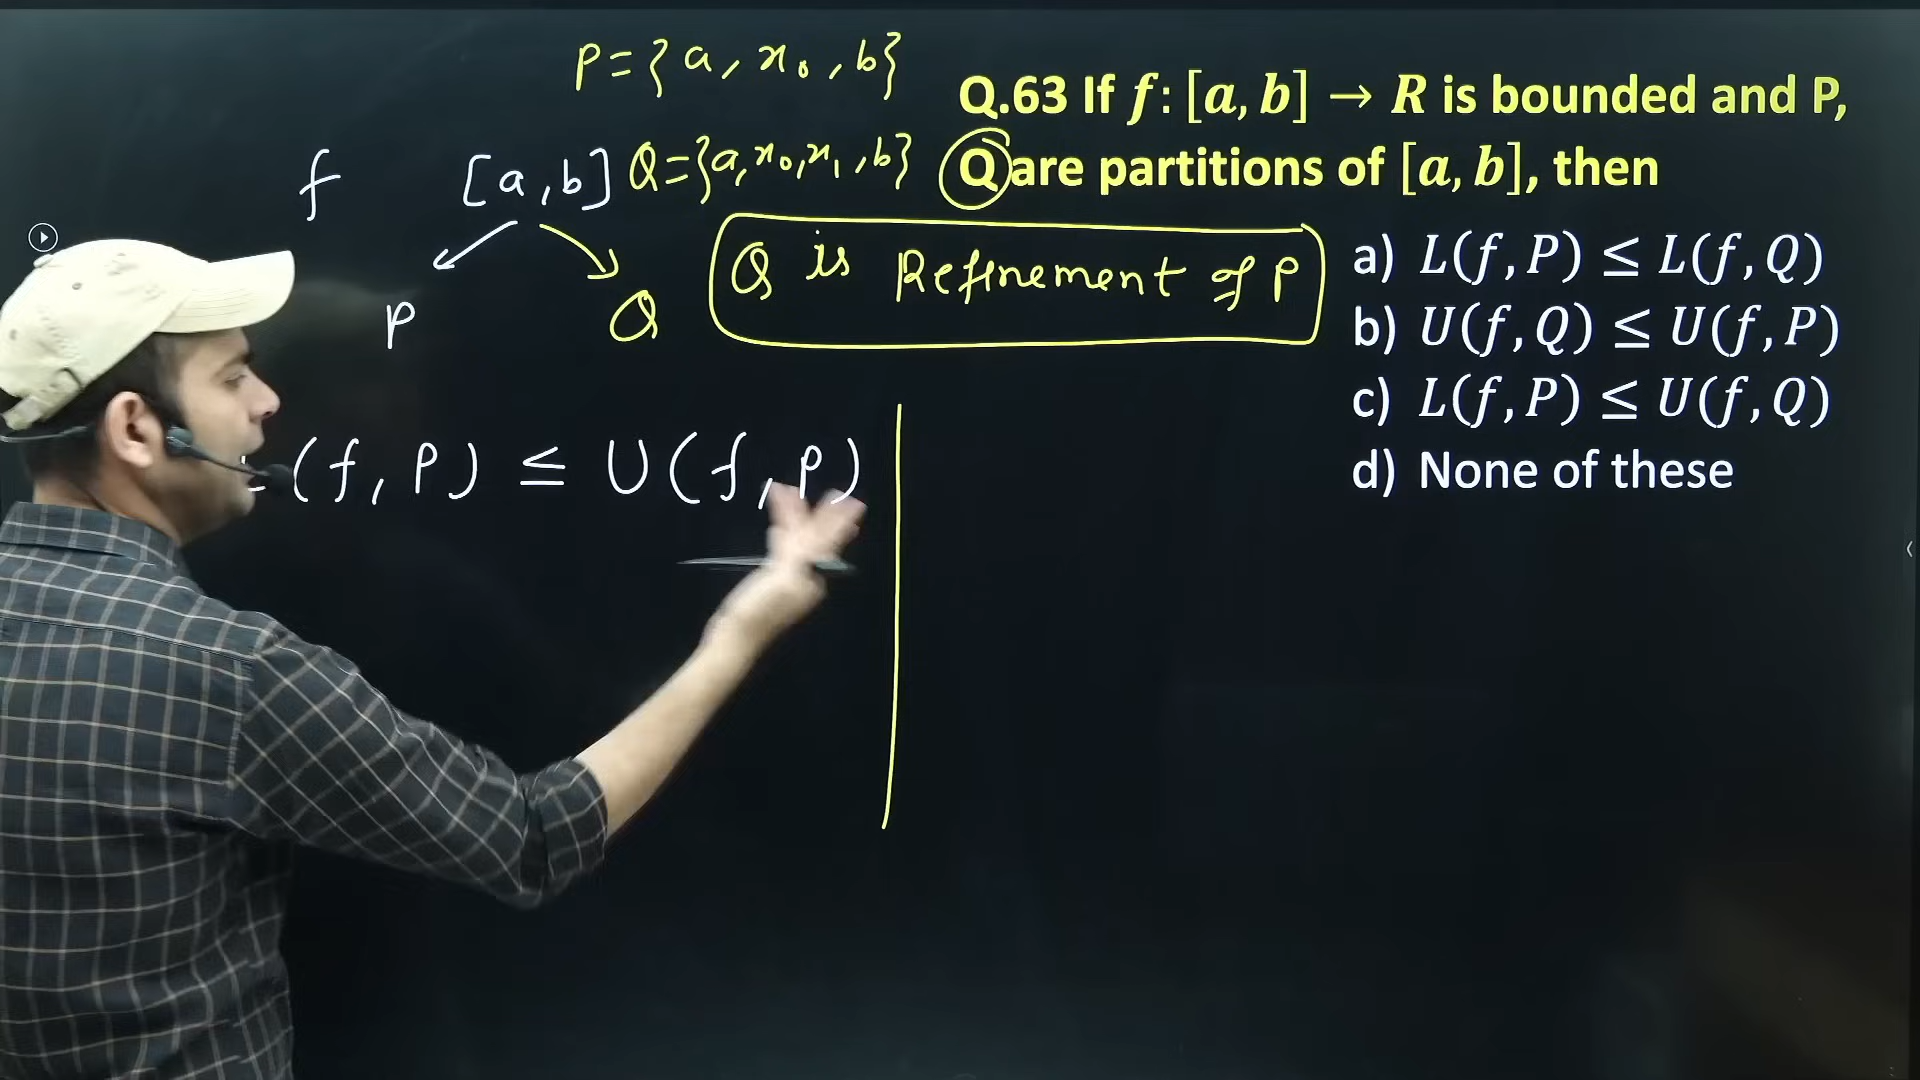 P = { a, x₀, b}
Q = {a, x₀, x₁, b}
f [a, b]
P Q
Q is Refinement of P
(f, P) ≤ U(f, P)
Q.63 If f: [a, b] → R is bounded and P,
Q are partitions of [a, b], then
a) L(f, P) ≤ L(f, Q)
b) U(f, Q) ≤ U(f, P)
c) L(f, P) ≤ U(f, Q)
d) None of these